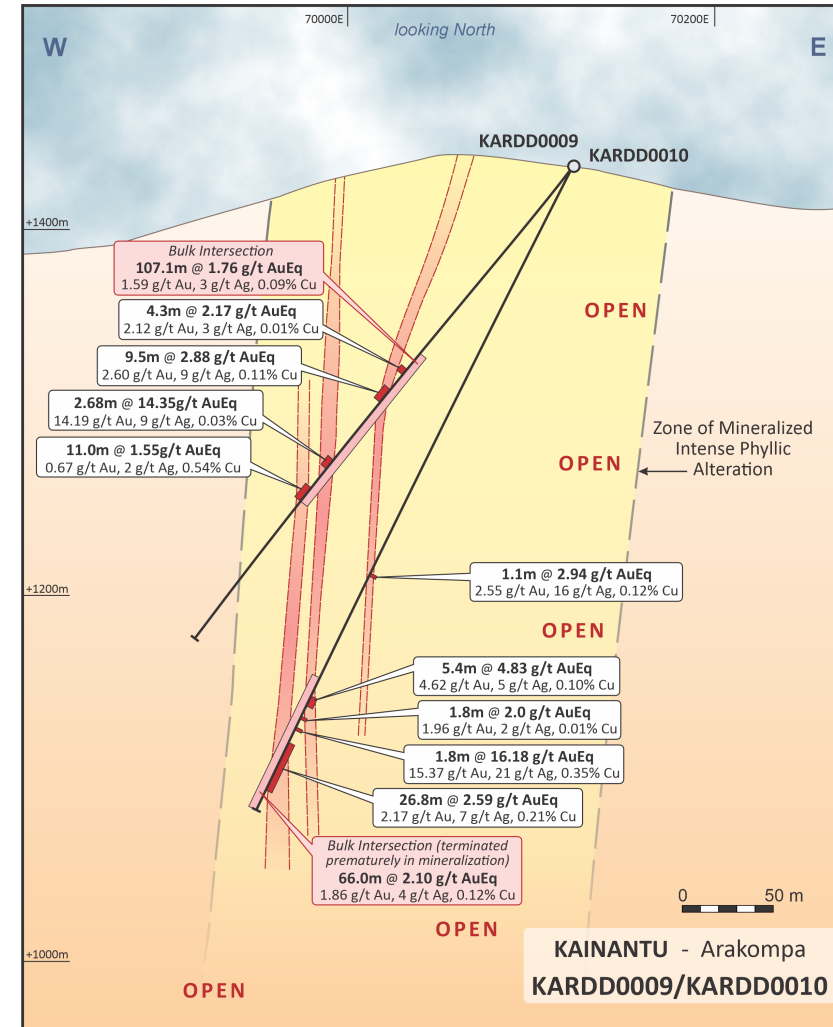 70000E
70200E
looking North
W
E
KARDD0009
KARDD0010
+1400m
Bulk Intersection
107.1m @ 1.76 g/t AuEq
1.59 g/t Au, 3 g/t Ag, 0.09% Cu
4.3m @ 2.17 g/t AuEq
2.12 g/t Au, 3 g/t Ag, 0.01% Cu
9.5m @ 2.88 g/t AuEq
2.60 g/t Au, 9 g/t Ag, 0.11% Cu
2.68m @ 14.35g/t AuEq
14.19 g/t Au, 9 g/t Ag, 0.03% Cu
11.0m @ 1.55g/t AuEq
0.67 g/t Au, 2 g/t Ag, 0.54% Cu
OPEN
OPEN
Zone of Mineralized
Intense Phyllic
Alteration
+1200m
1.1m @ 2.94 g/t AuEq
2.55 g/t Au, 16 g/t Ag, 0.12% Cu
OPEN
5.4m @ 4.83 g/t AuEq
4.62 g/t Au, 5 g/t Ag, 0.10% Cu
1.8m @ 2.0 g/t AuEq
1.96 g/t Au, 2 g/t Ag, 0.01% Cu
1.8m @ 16.18 g/t AuEq
15.37 g/t Au, 21 g/t Ag, 0.35% Cu
26.8m @ 2.59 g/t AuEq
2.17 g/t Au, 7 g/t Ag, 0.21% Cu
Bulk Intersection (terminated
prematurely in mineralization)
66.0m @ 2.10 g/t AuEq
1.86 g/t Au, 4 g/t Ag, 0.12% Cu
0 50 m
OPEN
KAINANTU - Arakompa
KARDD0009/KARDD0010
+1000m
OPEN